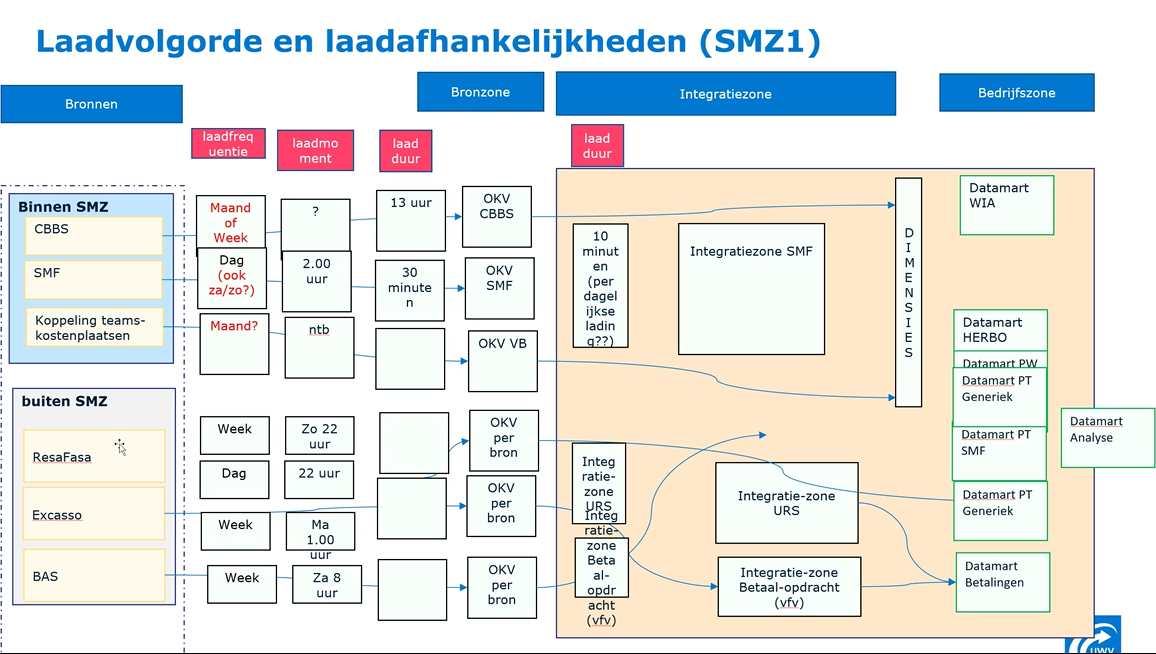 Laadvolgorde en laadafhankelijkheden (SMZ1)
Bronnen
Bronzone
Integratiezone
Bedrijfszone
laadfreq
uentie
laadmo
ment
laad
duur
laad
duur
Binnen SMZ
CBBS
SMF
Koppeling teams-
kostenplaatsen
Maand
of
Week
?
13 uur
OKV
CBBS
Dag
(ook
za/zo?)
2.00
uur
30
minute
n
OKV
SMF
Maand?
ntb
OKV VB
10
minut
en
(per
dagel
ijkse
ladin
g??)
Integratiezone SMF
D
I
M
E
N
S
I
E
S
Datamart
WIA
Datamart
HERBO
Datamart PW
Datamart PT
Generiek
Datamart PT
SMF
Datamart
Analyse
Datamart PT
Generiek
Datamart
Betalingen
buiten SMZ
ResaFasa
Excasso
BAS
Week
Zo 22
uur
OKV
per
bron
Dag
22 uur
OKV
per
bron
Week
Ma
1.00
uur
Week
Za 8
uur
OKV
per
bron
Integ
ratie-
zone
URS
Integ
ratie-
zone
Beta
al-
opdr
acht
(vfv)
Integratie-zone
URS
Integratie-zone
Betaal-opdracht
(vfv)
UWV